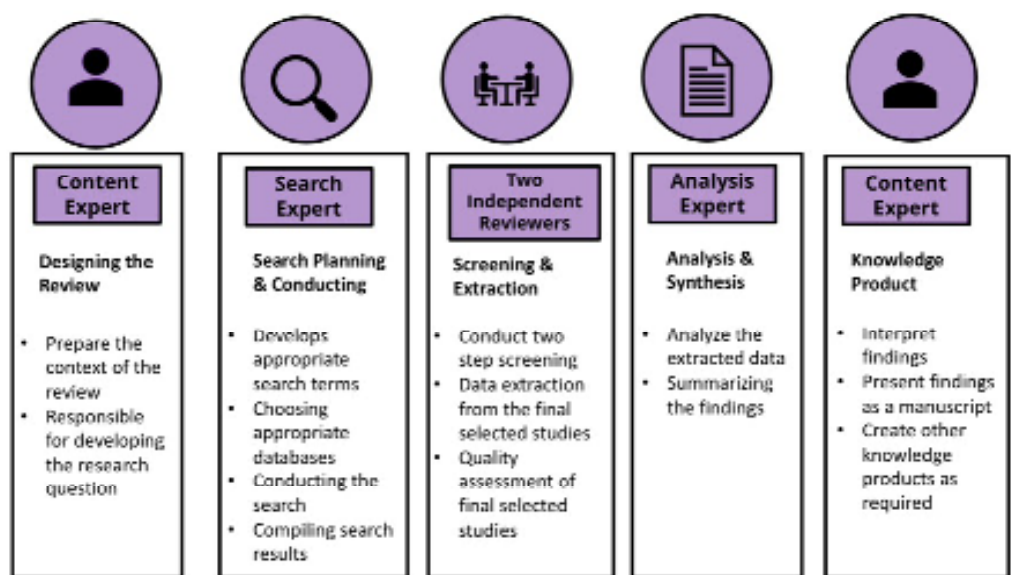 Content
Expert
Designing the
Review
• Prepare the
context of the
review
• Responsible
for developing
the research
question
Search
Expert
Search Planning
& Conducting
• Develops
appropriate
search terms
• Choosing
appropriate
databases
• Conducting the
search
• Compiling search
results
Two
Independent
Reviewers
Screening &
Extraction
• Conduct two
step screening
• Data extraction
from the final
selected studies
• Quality
assessment of
final selected
studies
Analysis
Expert
Analysis &
Synthesis
• Analyze the
extracted data
• Summarizing
the findings
Content
Expert
Knowledge
Product
• Interpret
findings
• Present findings
as a manuscript
• Create other
knowledge
products as
required